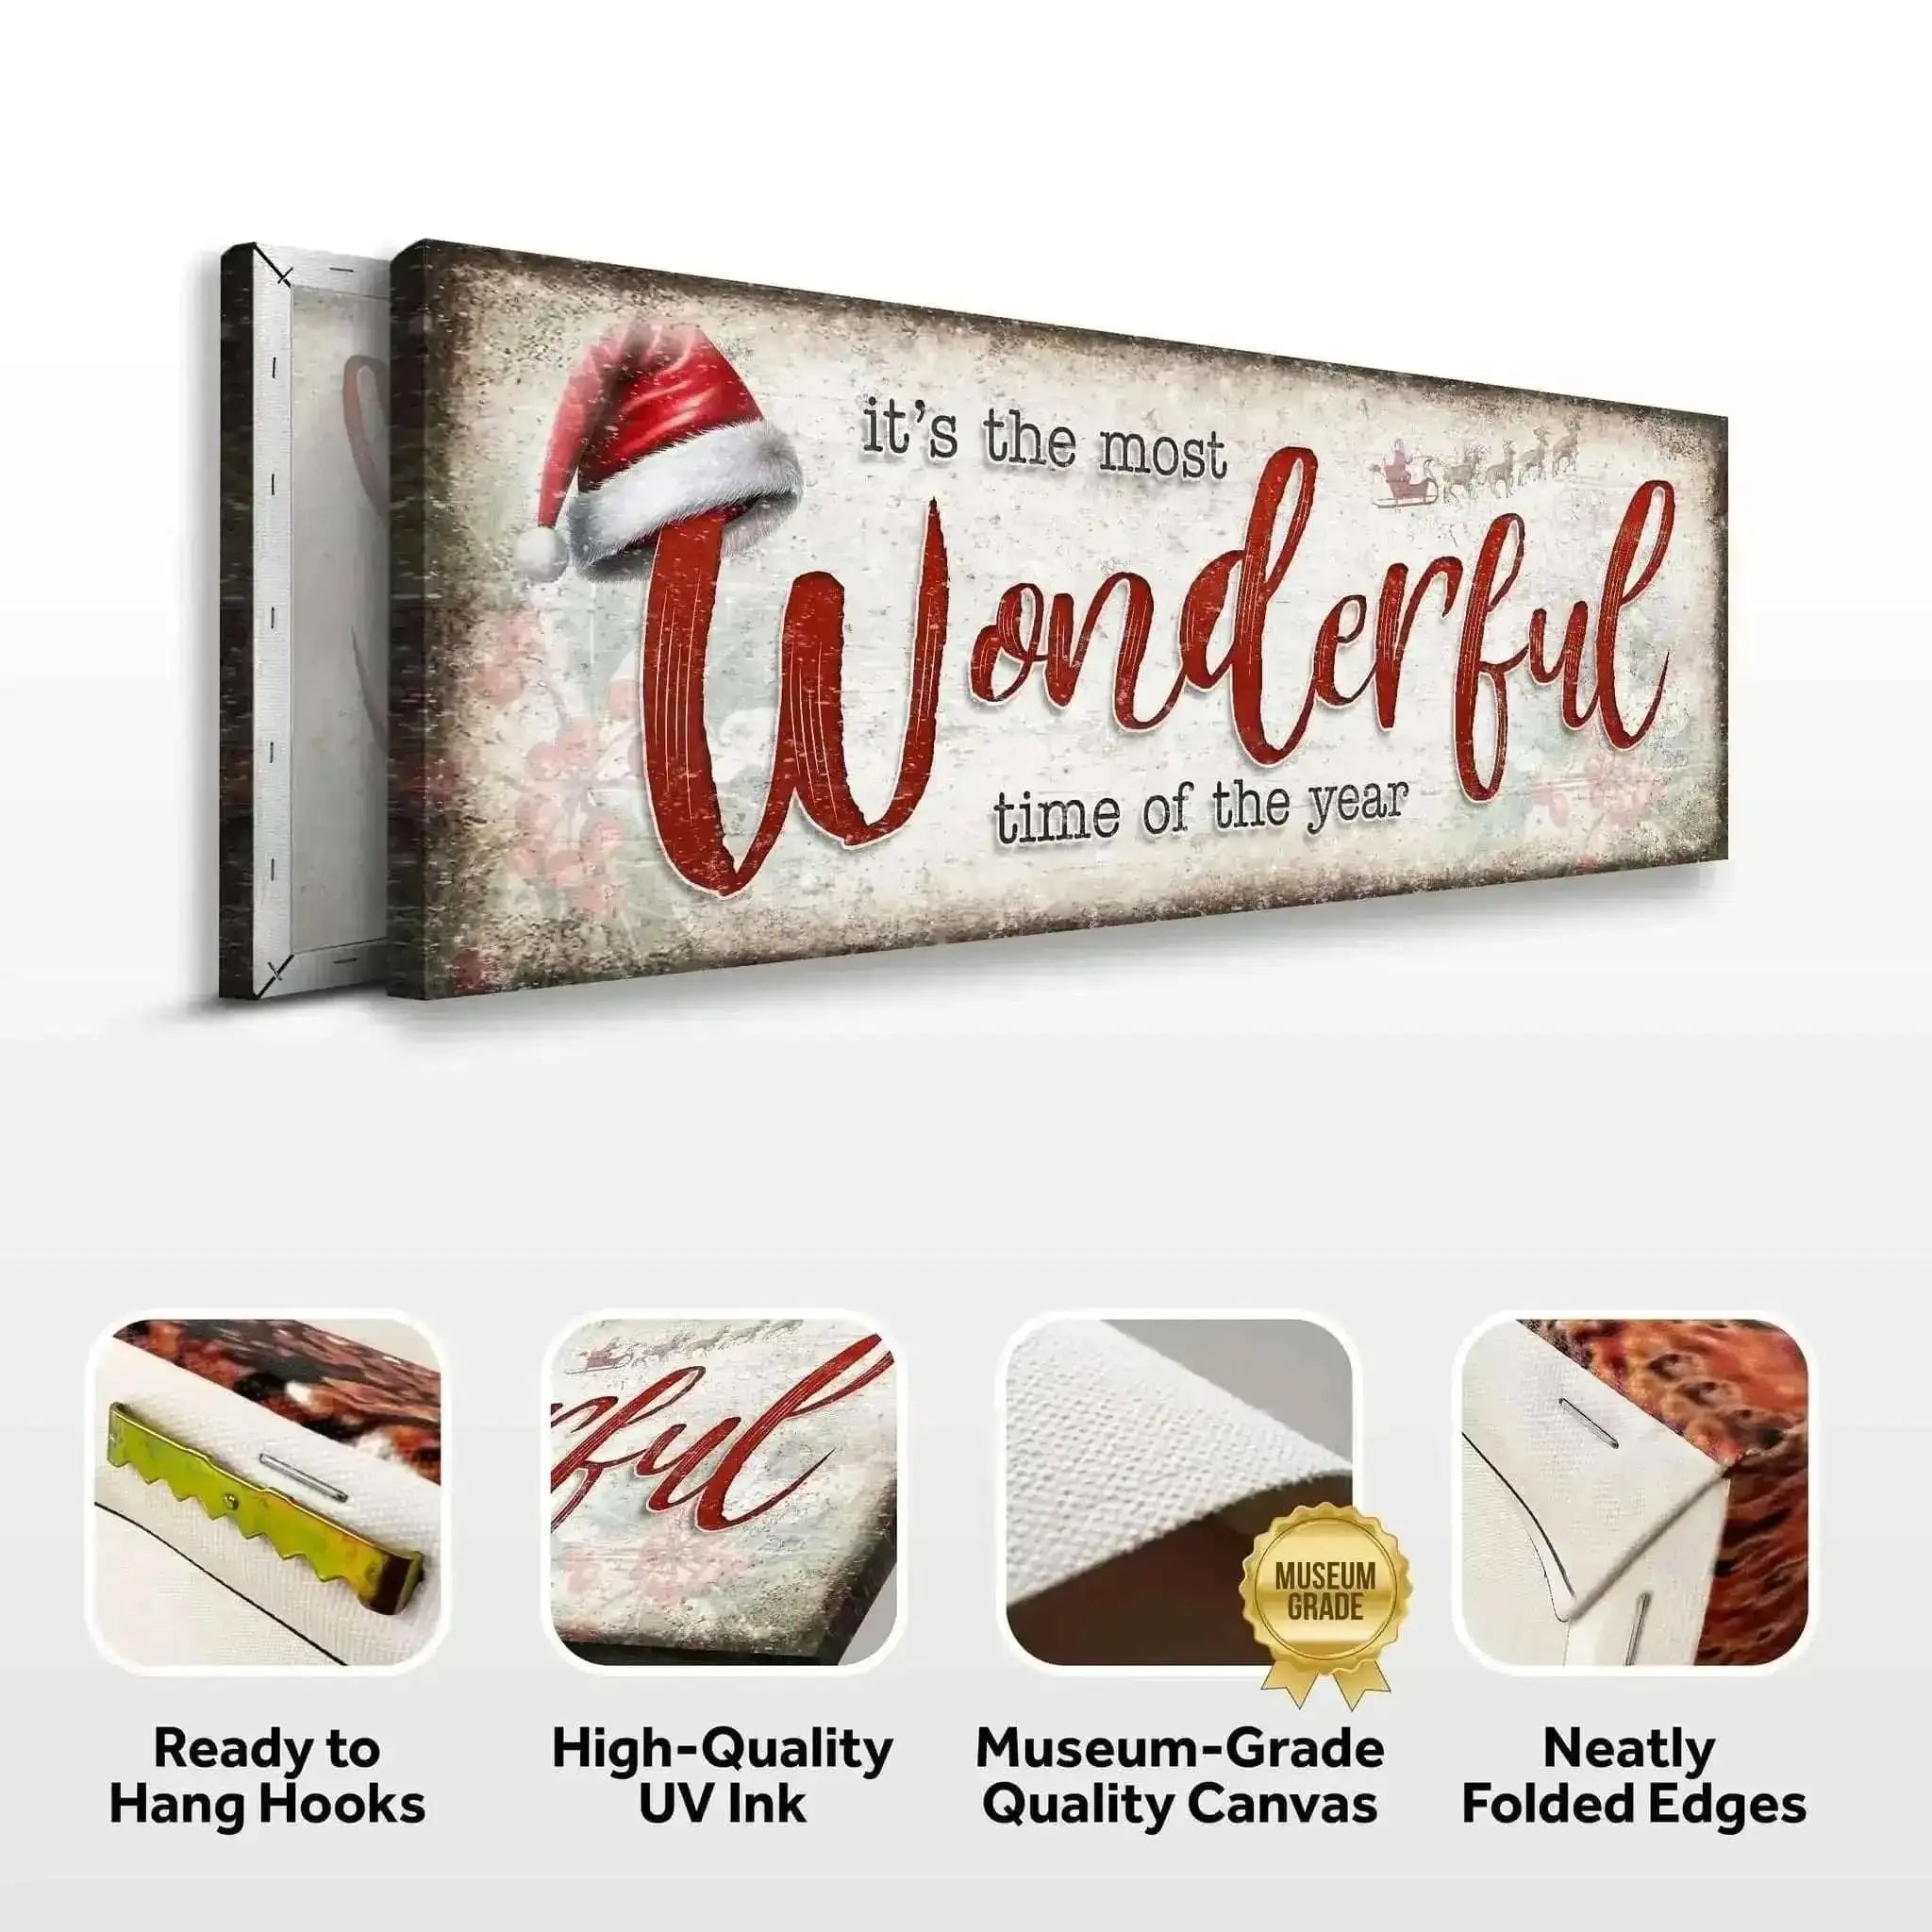 it's the most
Wonderful
time of the year
ful
MUSEUM
GRADE
Ready to
Hang Hooks
High-Quality
UV Ink
Museum-Grade
Quality Canvas
Neatly
Folded Edges